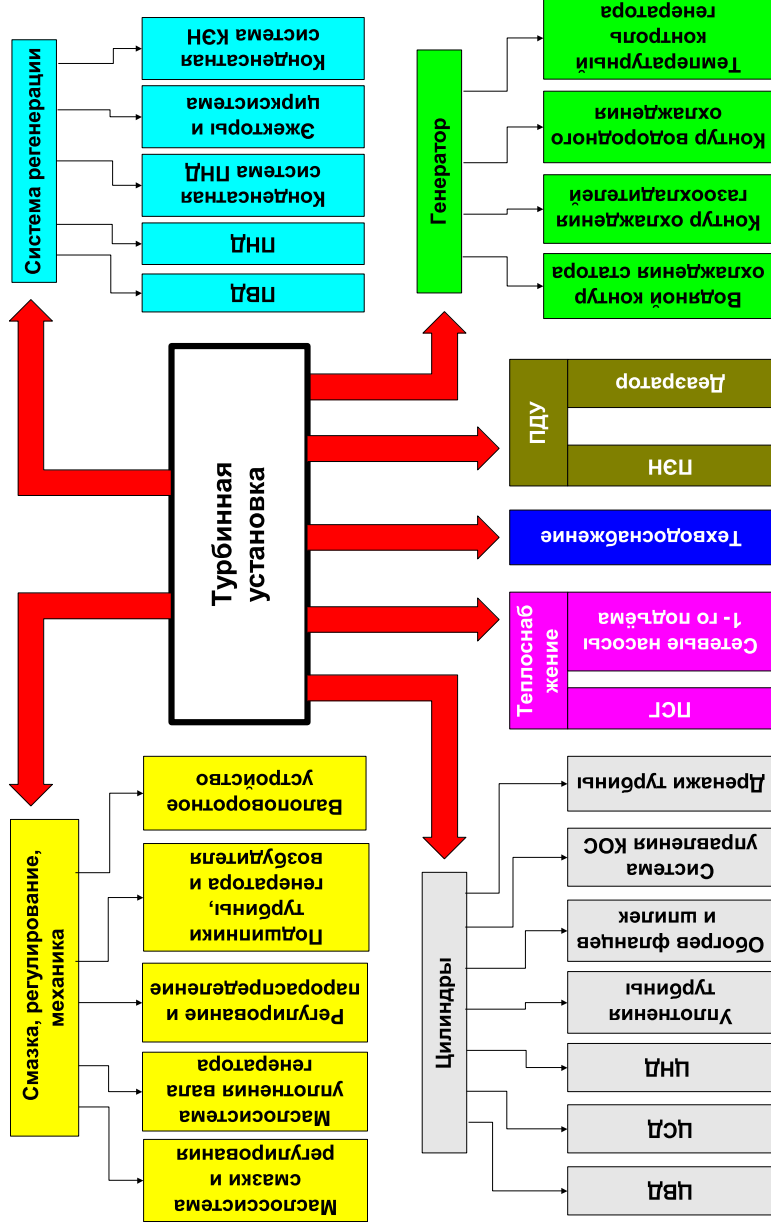 Система регенерации
Конденсатная
система КЭН
Эжекторы и
цирксистема
Конденсатная
система ПНД
ПНД
ПВД
Генератор
Температурный
контроль
генератора
Контур водородного
охлаждения
Контур охлаждения
газоохладителей
Водяной контур
охлаждения статора
Турбинная
установка
ПДУ
Деаэратор
ПЭН
Техводоснабжение
Теплоснаб
жение
Сетевые насосы
1- го подъёма
ПСГ
Смазка, регулирование,
механика
Валоповоротное
устройство
Подшипники
турбины,
генератора и
возбудителя
Регулирование и
парораспределение
Маслосистема
уплотнения вала
генератора
Маслоссистема
смазки и
регулирования
Цилиндры
Дренажи турбины
Система
управления КОС
Обогрев фланцев
и шпилек
Уплотнения
турбины
ЦНД
ЦСД
ЦВД